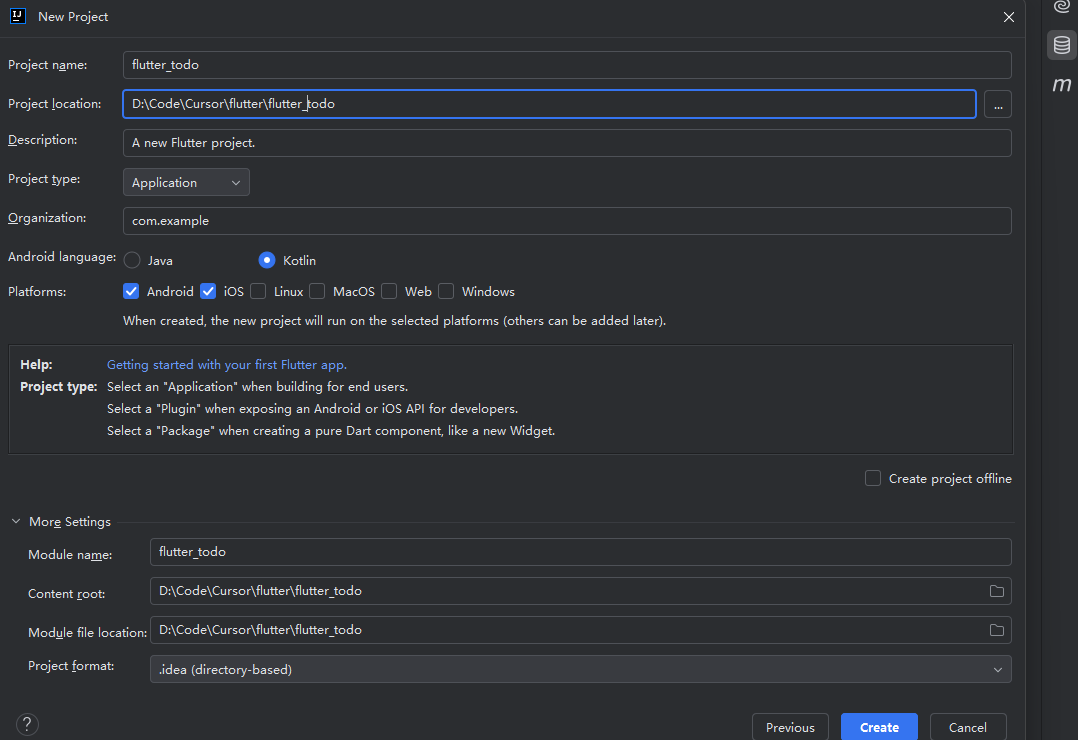 IJ New Project
Project name: flutter_todo
Project location: D:\Code\Cursor\flutter\flutter_todo ...
Description: A new Flutter project.
Project type: Application
Organization: com.example
Android language: Java Kotlin
Platforms: Android iOS Linux MacOS Web Windows
When created, the new project will run on the selected platforms (others can be added later).
Help: Getting started with your first Flutter app.
Project type: Select an "Application" when building for end users.
Select a "Plugin" when exposing an Android or iOS API for developers.
Select a "Package" when creating a pure Dart component, like a new Widget.
Create project offline
More Settings
Module name: flutter_todo
Content root: D:\Code\Cursor\flutter\flutter_todo
Module file location: D:\Code\Cursor\flutter\flutter_todo
Project format: .idea (directory-based)
? Previous Create Cancel
m